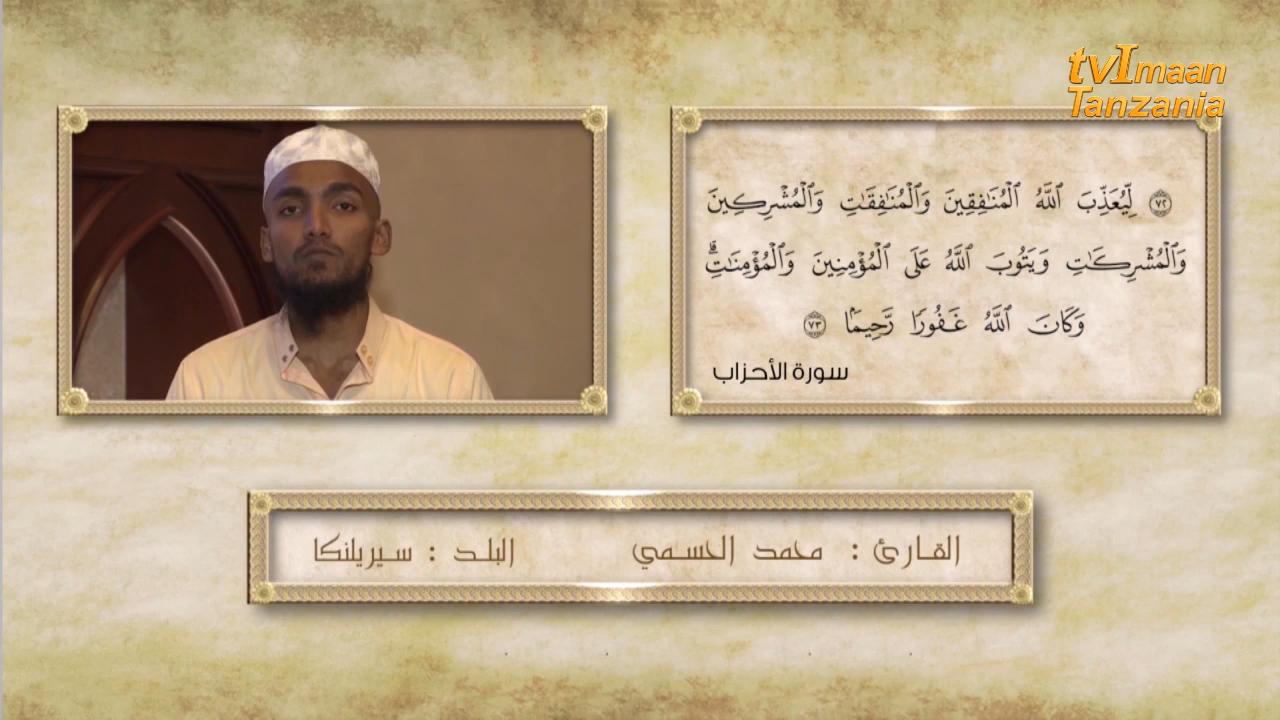 tvImaan
Tanzania
٧٢ لِّيُعَذِّبَ ٱللَّهُ ٱلْمُنَٰفِقِينَ وَٱلْمُنَٰفِقَٰتِ وَٱلْمُشْرِكِينَ
وَٱلْمُشْرِكَٰتِ وَيَتُوبَ ٱللَّهُ عَلَى ٱلْمُؤْمِنِينَ وَٱلْمُؤْمِنَٰتِۗ
وَكَانَ ٱللَّهُ غَفُورًا رَّحِيمًۢا ٧٣
سورة الأحزاب
القارئ : محمد الحسمي البلد : سيريلنكا